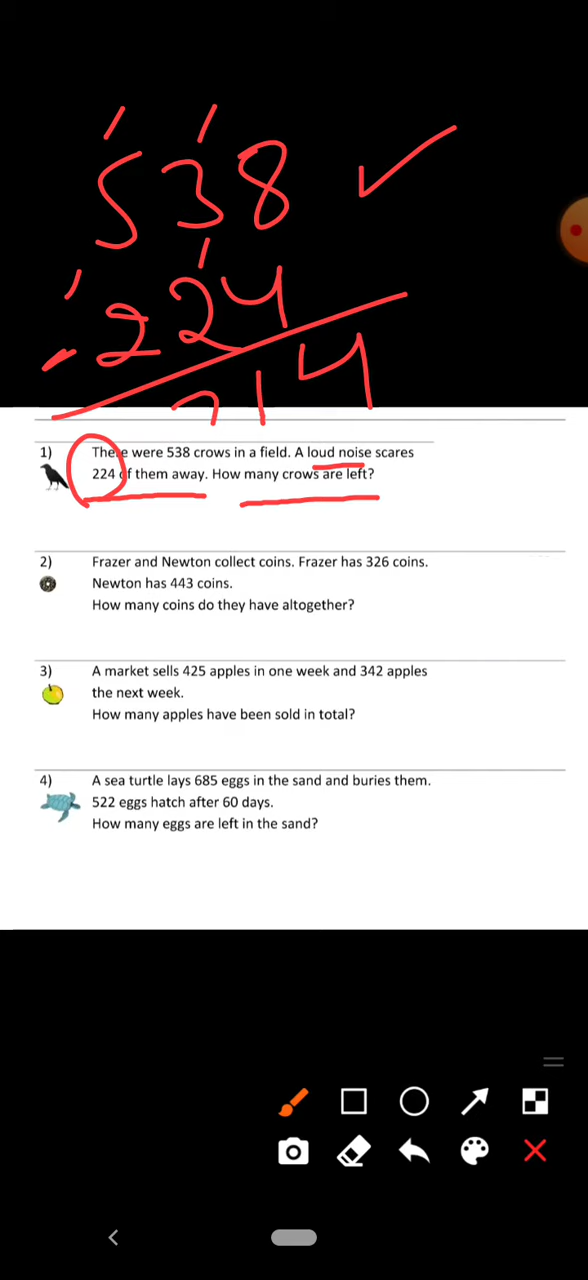 538
- 224
314
1) There were 538 crows in a field. A loud noise scares
224 of them away. How many crows are left?
2) Frazer and Newton collect coins. Frazer has 326 coins.
Newton has 443 coins.
How many coins do they have altogether?
3) A market sells 425 apples in one week and 342 apples
the next week.
How many apples have been sold in total?
4) A sea turtle lays 685 eggs in the sand and buries them.
522 eggs hatch after 60 days.
How many eggs are left in the sand?